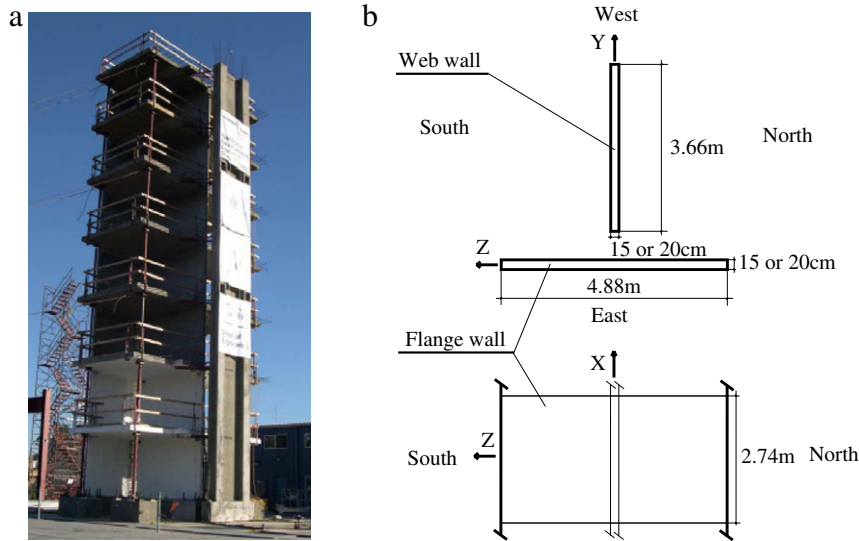 a
b
West
Y
Web wall
South
3.66m
North
Z
15 or 20cm
15 or 20cm
4.88m
East
Flange wall
X
Z
South
2.74m
North